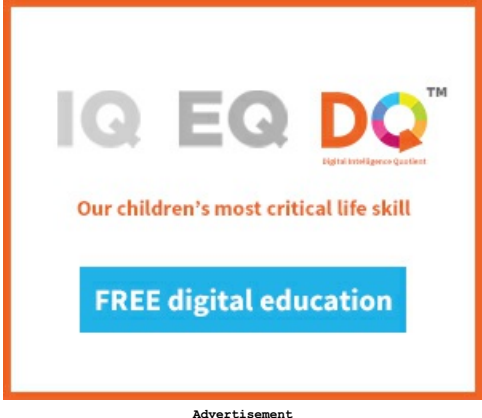 IQ EQ DQ™
Digital Intelligence Quotient
Our children's most critical life skill
FREE digital education
Advertisement